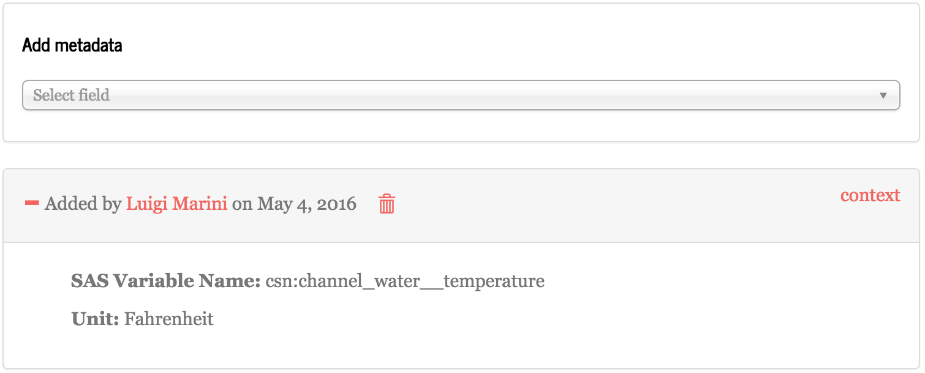 Add metadata
Select field
Added by Luigi Marini on May 4, 2016
context
SAS Variable Name: csn:channel_water__temperature
Unit: Fahrenheit